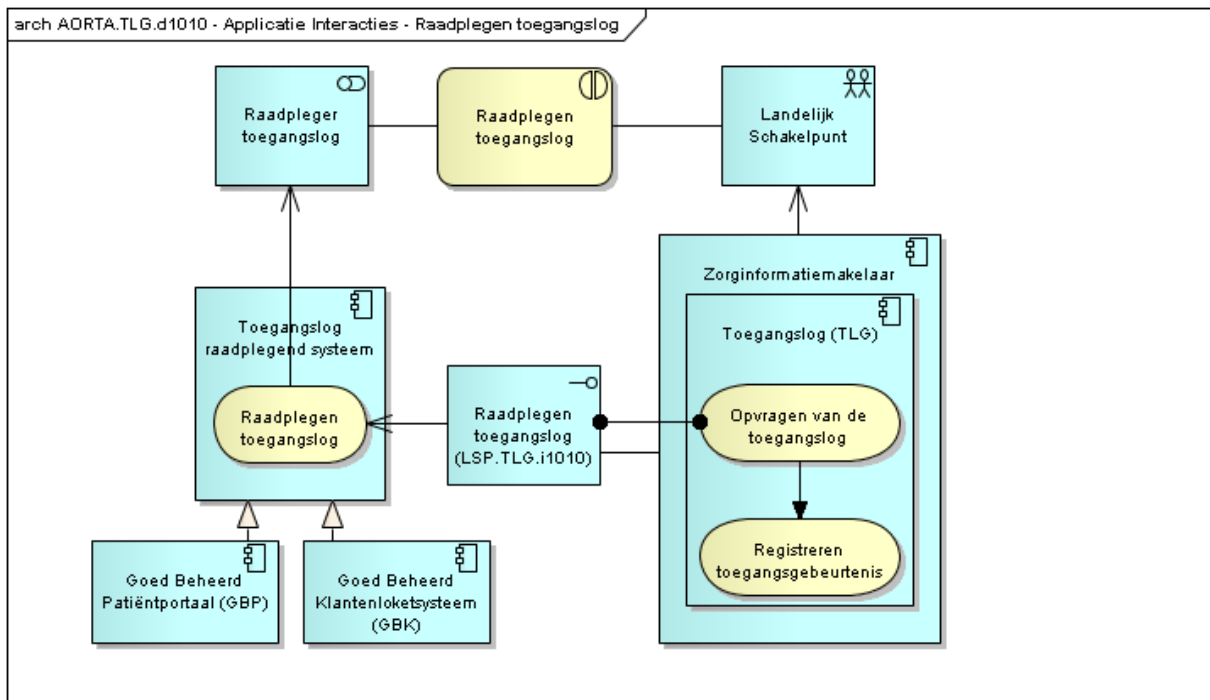 arch AORTA.TLG.d1010 - Applicatie Interacties - Raadplegen toegangslog
Raadpleger
toegangslog
Raadplegen
toegangslog
Landelijk
Schakelpunt
Zorginformatiemakelaar
Toegangslog
raadplegend systeem
Toegangslog (TLG)
Raadplegen
toegangslog
Raadplegen
toegangslog
(LSP.TLG.i1010)
Opvragen van de
toegangslog
Registreren
toegangsgebeurtenis
Goed Beheerd
Patiëntportaal (GBP)
Goed Beheerd
Klantenloketsysteem
(GBK)